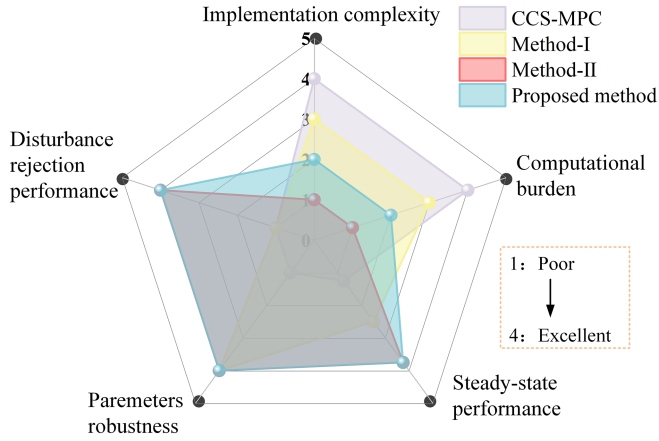 Implementation complexity
CCS-MPC
Method-I
Method-II
Proposed method
5
4
3
2
1
0
Disturbance
rejection
performance
Computational
burden
1: Poor
4: Excellent
Steady-state
performance
Paremeters
robustness